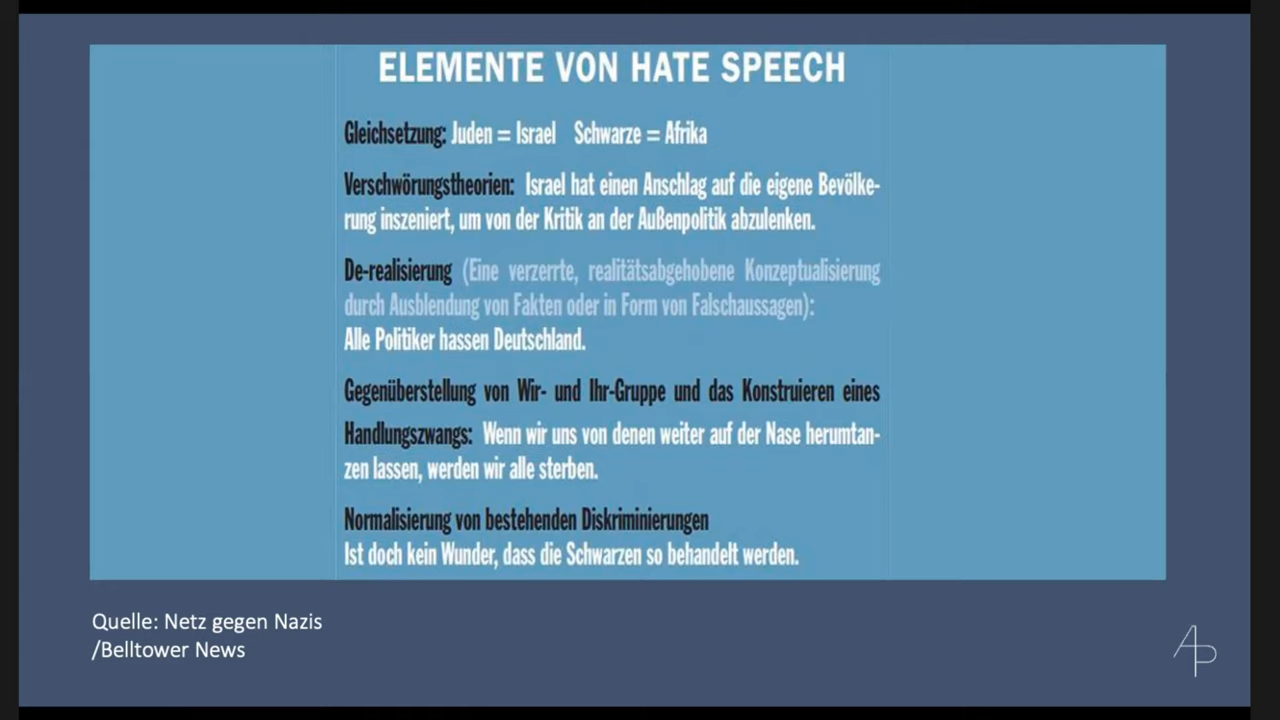 ELEMENTE VON HATE SPEECH
Gleichsetzung: Juden = Israel Schwarze = Afrika
Verschwörungstheorien: Israel hat einen Anschlag auf die eigene Bevölke-
rung inszeniert, um von der Kritik an der Außenpolitik abzulenken.
De-realisierung (Eine verzerrte, realitätsabgehobene Konzeptualisierung
durch Ausblendung von Fakten oder in Form von Falschaussagen):
Alle Politiker hassen Deutschland.
Gegenüberstellung von Wir- und Ihr-Gruppe und das Konstruieren eines
Handlungszwangs: Wenn wir uns von denen weiter auf der Nase herumtan-
zen lassen, werden wir alle sterben.
Normalisierung von bestehenden Diskriminierungen
Ist doch kein Wunder, dass die Schwarzen so behandelt werden.
Quelle: Netz gegen Nazis
/Belltower News
AP